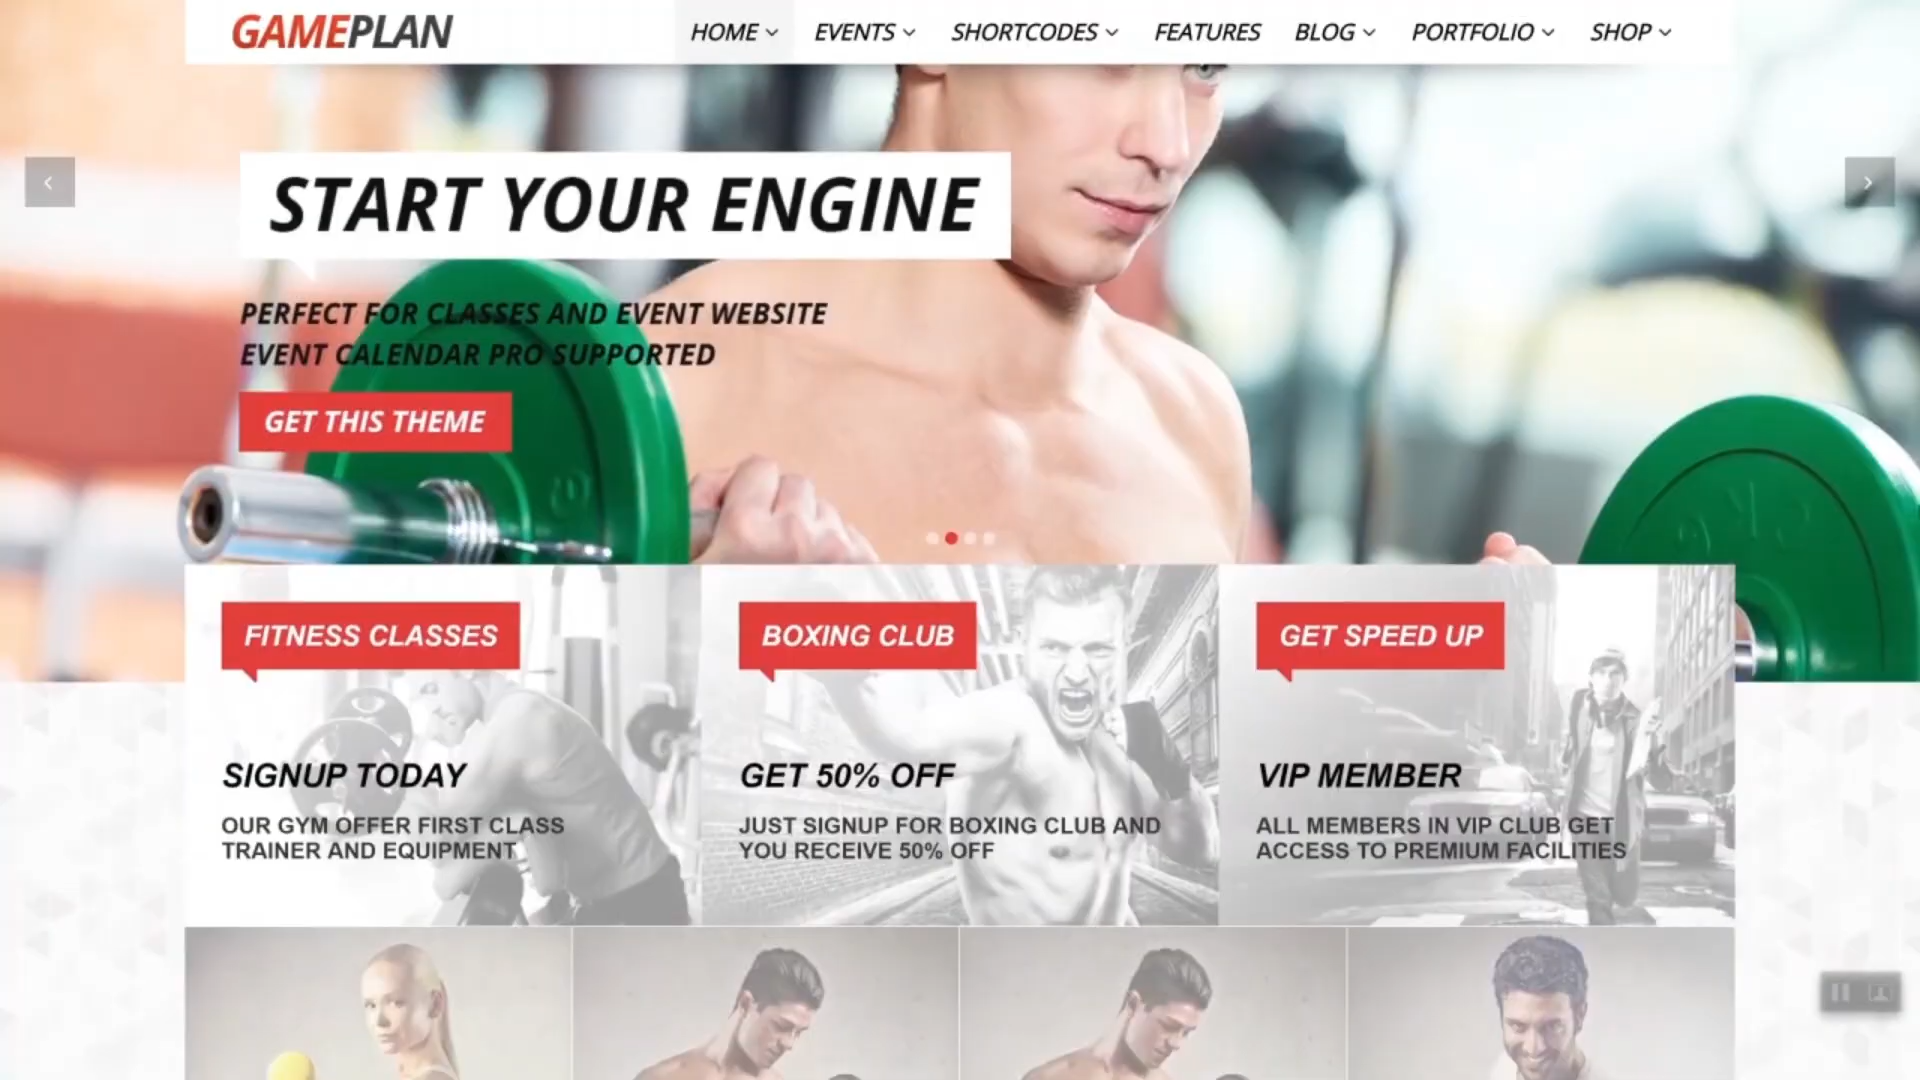 GAMEPLAN
HOME EVENTS SHORTCODES FEATURES BLOG PORTFOLIO SHOP
START YOUR ENGINE
PERFECT FOR CLASSES AND EVENT WEBSITE
EVENT CALENDAR PRO SUPPORTED
GET THIS THEME
FITNESS CLASSES
SIGNUP TODAY
OUR GYM OFFER FIRST CLASS
TRAINER AND EQUIPMENT
BOXING CLUB
GET 50% OFF
JUST SIGNUP FOR BOXING CLUB AND
YOU RECEIVE 50% OFF
GET SPEED UP
VIP MEMBER
ALL MEMBERS IN VIP CLUB GET
ACCESS TO PREMIUM FACILITIES